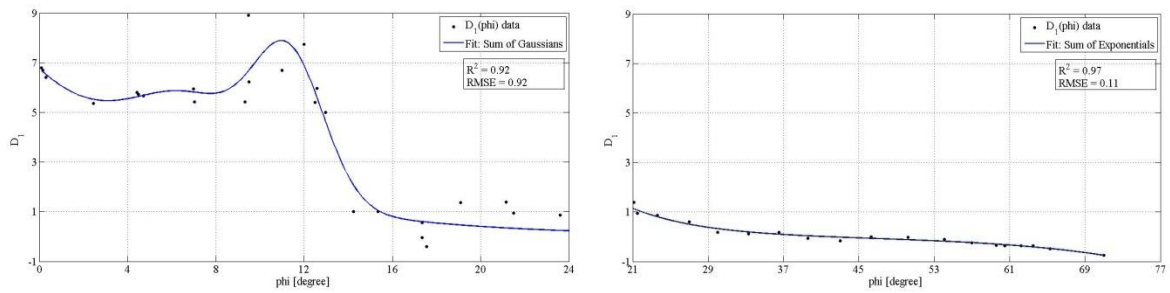 9
7
5
3
1
-1
D1
D1(phi) data
Fit: Sum of Gaussians
R2 = 0.92
RMSE = 0.92
0 4 8 12 16 20 24
phi [degree]
9
7
5
3
1
-1
D1
D1(phi) data
Fit: Sum of Exponentials
R2 = 0.97
RMSE = 0.11
21 29 37 45 53 61 69 77
phi [degree]